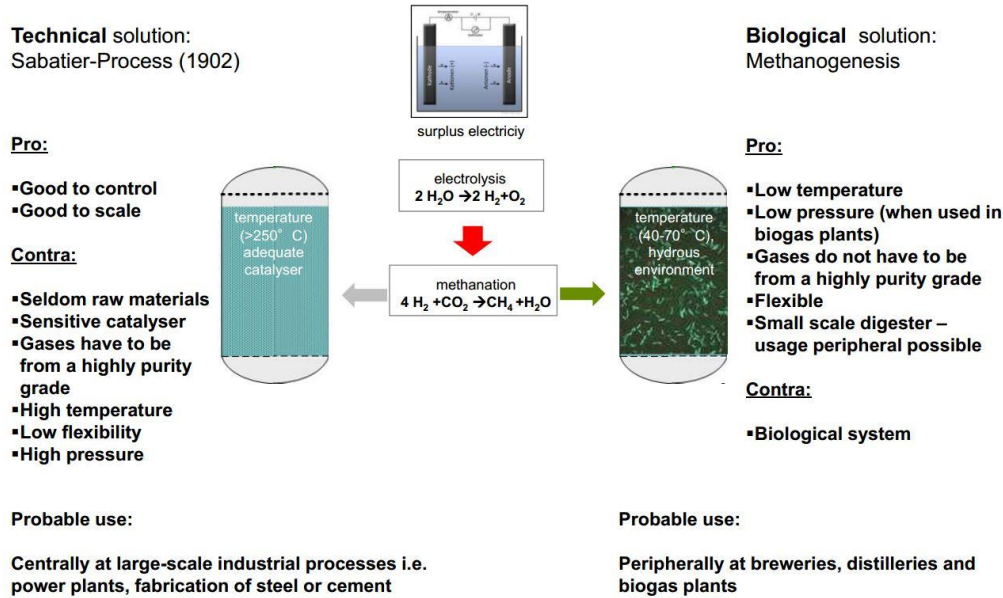 Technical solution:
Sabatier-Process (1902)
Pro:
▪Good to control
▪Good to scale
Contra:
▪Seldom raw materials
▪Sensitive catalyser
▪Gases have to be
from a highly purity
grade
▪High temperature
▪Low flexibility
▪High pressure
Probable use:
Centrally at large-scale industrial processes i.e.
power plants, fabrication of steel or cement
temperature
(>250° C)
adequate
catalyser
Kathode
Kationen (+)
Anionen (-)
Anode
surplus electriciy
electrolysis
2 H₂O →2 H₂+O₂
methanation
4 H₂ +CO₂ →CH₄ +H₂O
temperature
(40-70° C),
hydrous
environment
Biological solution:
Methanogenesis
Pro:
▪Low temperature
▪Low pressure (when used in
biogas plants)
▪Gases do not have to be
from a highly purity grade
▪Flexible
▪Small scale digester –
usage peripheral possible
Contra:
▪Biological system
Probable use:
Peripherally at breweries, distilleries and
biogas plants